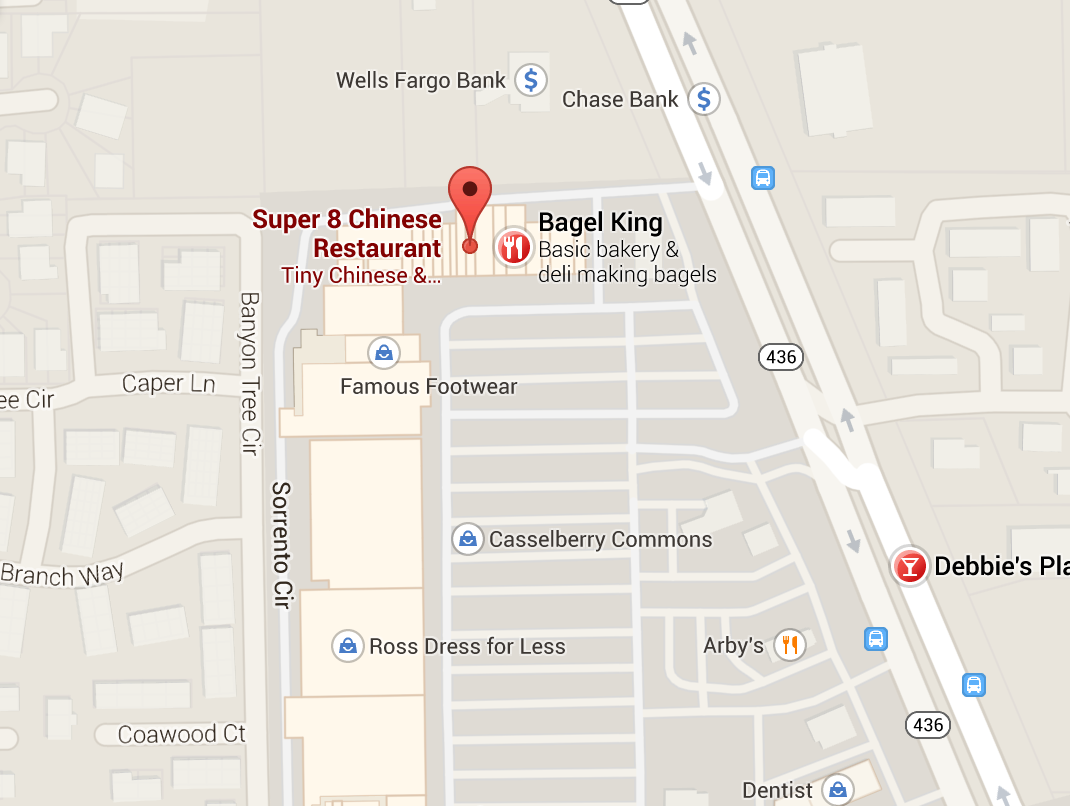 Wells Fargo Bank
Chase Bank
Super 8 Chinese
Restaurant
Tiny Chinese &...
Bagel King
Basic bakery &
deli making bagels
Banyon Tree Cir
436
Famous Footwear
Caper Ln
ee Cir
Sorrento Cir
Casselberry Commons
Branch Way
Debbie's Pla
Ross Dress for Less
Arby's
436
Coawood Ct
Dentist